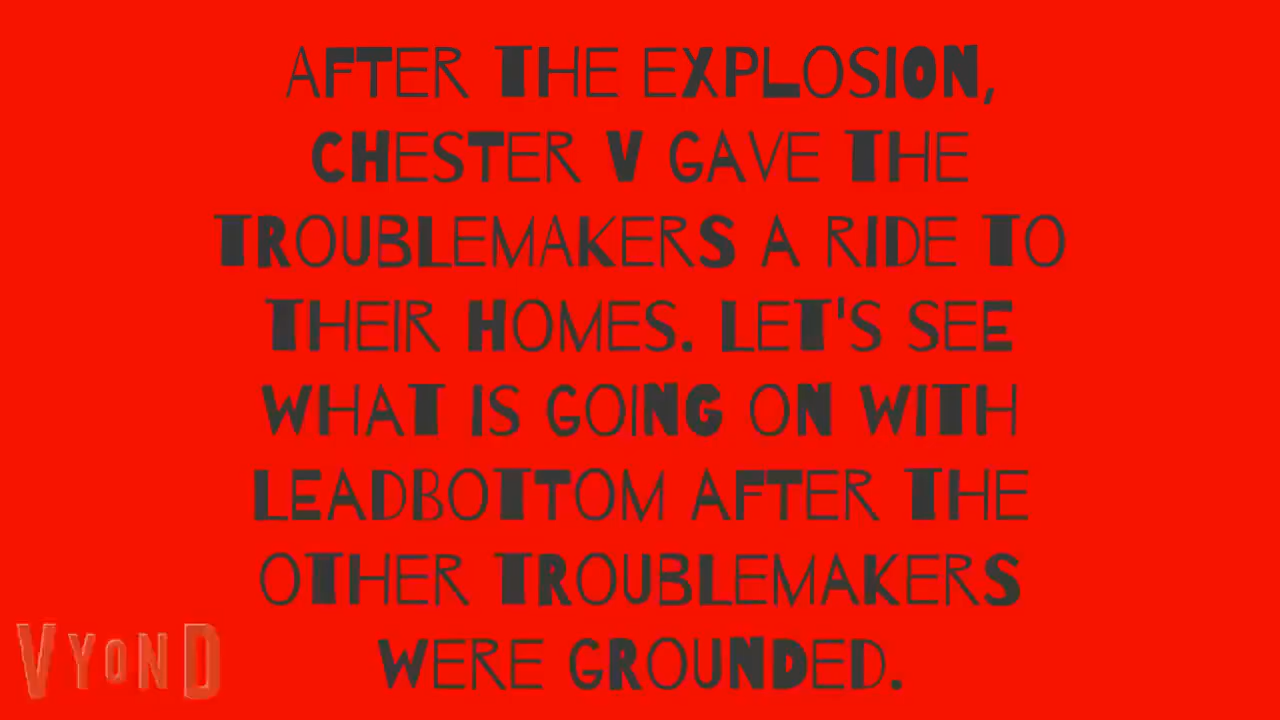 AFTER THE EXPLOSION,
CHESTER V GAVE THE
TROUBLEMAKERS A RIDE TO
THEIR HOMES. LET'S SEE
WHAT IS GOING ON WITH
LEADBOTTOM AFTER THE
OTHER TROUBLEMAKERS
WERE GROUNDED.
VYOND